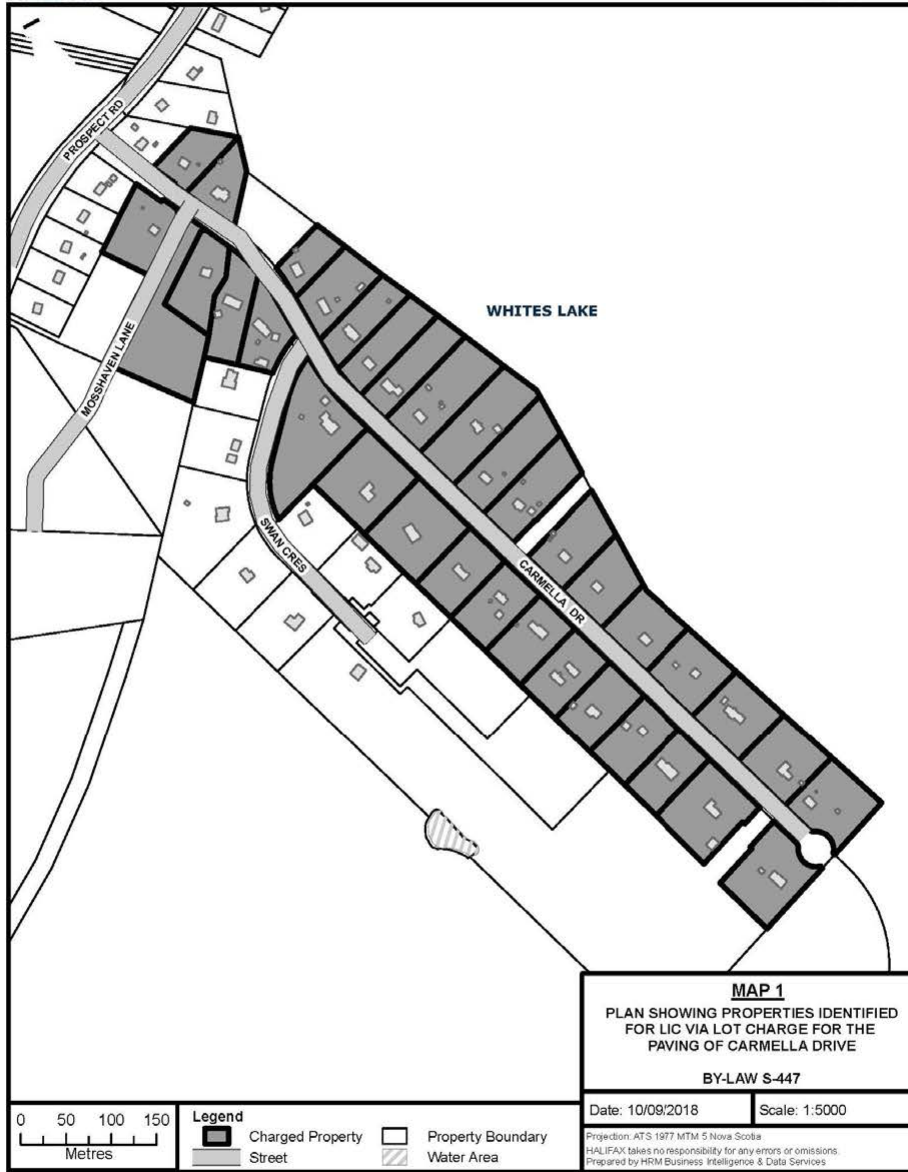 PROSPECT RD
MOSSHAVEN LANE
WHITES LAKE
SWAN CRES
CARMELLA DR
MAP 1
PLAN SHOWING PROPERTIES IDENTIFIED
FOR LIC VIA LOT CHARGE FOR THE
PAVING OF CARMELLA DRIVE
BY-LAW S-447
Date: 10/09/2018
Scale: 1:5000
Projection: ATS 1977 MTM 5 Nova Scotia
HALIFAX takes no responsibility for any errors or omissions.
Prepared by HRM Business Intelligence & Data Services
0 50 100 150
Metres
Legend
Charged Property
Property Boundary
Street
Water Area